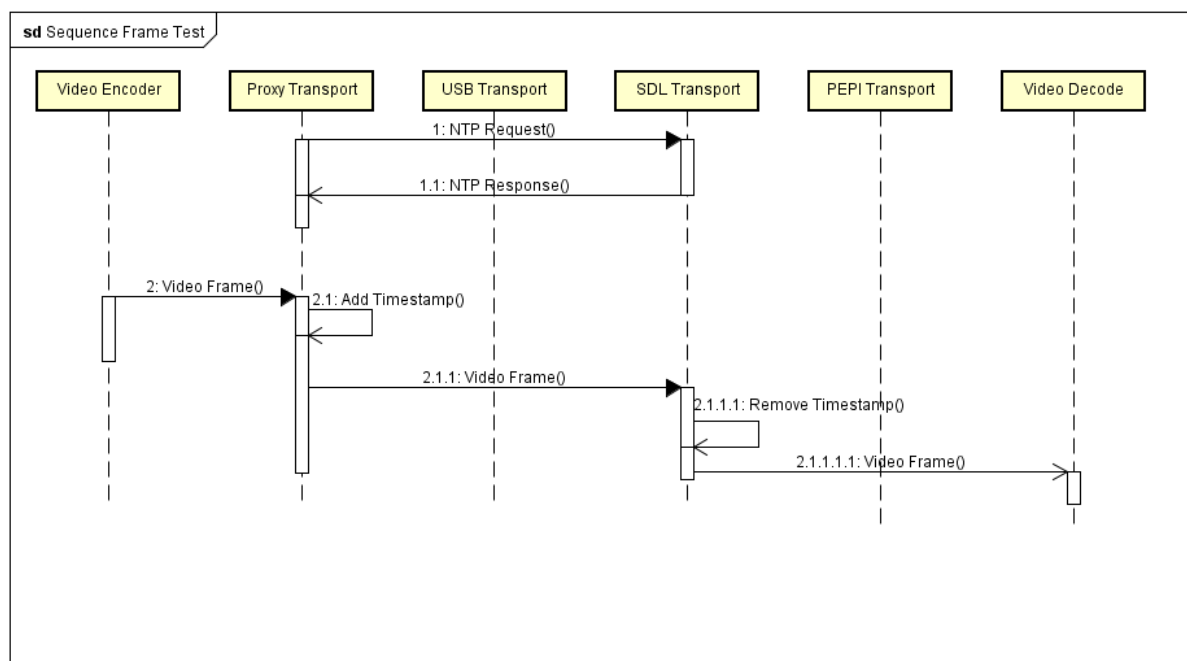 sd Sequence Frame Test
Video Encoder
Proxy Transport
USB Transport
SDL Transport
PEPI Transport
Video Decode
1: NTP Request()
1.1: NTP Response()
2: Video Frame()
2.1: Add Timestamp()
2.1.1: Video Frame()
2.1.1.1: Remove Timestamp()
2.1.1.1.1: Video Frame()